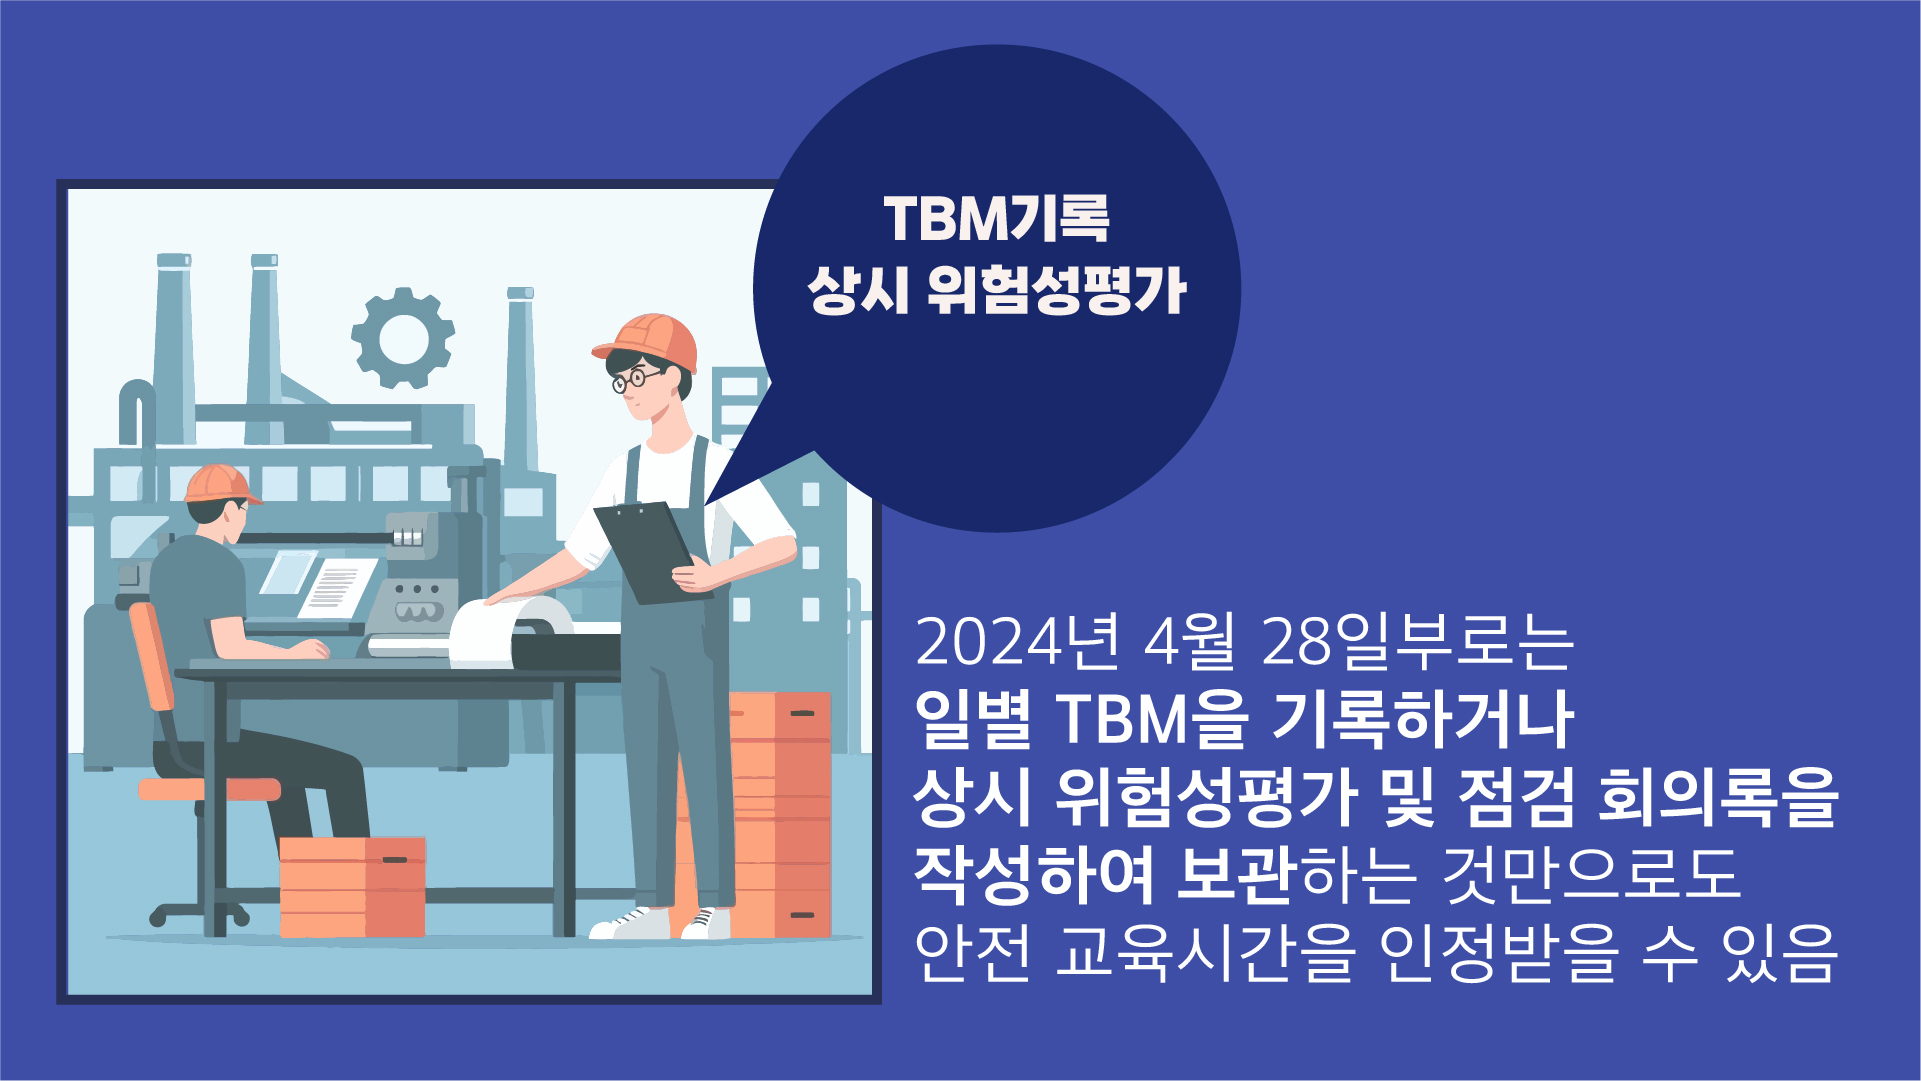 TBM기록
상시 위험성평가
2024년 4월 28일부로는
일별 TBM을 기록하거나
상시 위험성평가 및 점검 회의록을
작성하여 보관하는 것만으로도
안전 교육시간을 인정받을 수 있음